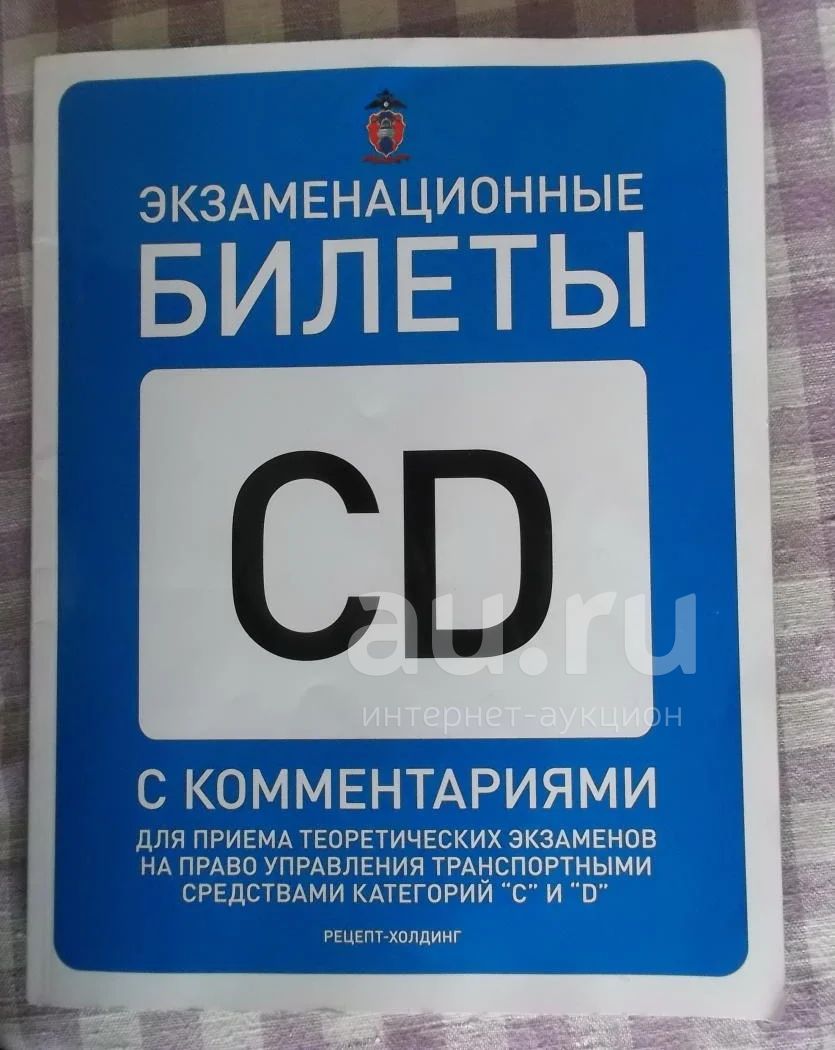 ЭКЗАМЕНАЦИОННЫЕ
БИЛЕТЫ
CD
au.ru
интернет-аукцион
С КОММЕНТАРИЯМИ
ДЛЯ ПРИЕМА ТЕОРЕТИЧЕСКИХ ЭКЗАМЕНОВ
НА ПРАВО УПРАВЛЕНИЯ ТРАНСПОРТНЫМИ
СРЕДСТВАМИ КАТЕГОРИЙ “C” И “D”
РЕЦЕПТ-ХОЛДИНГ